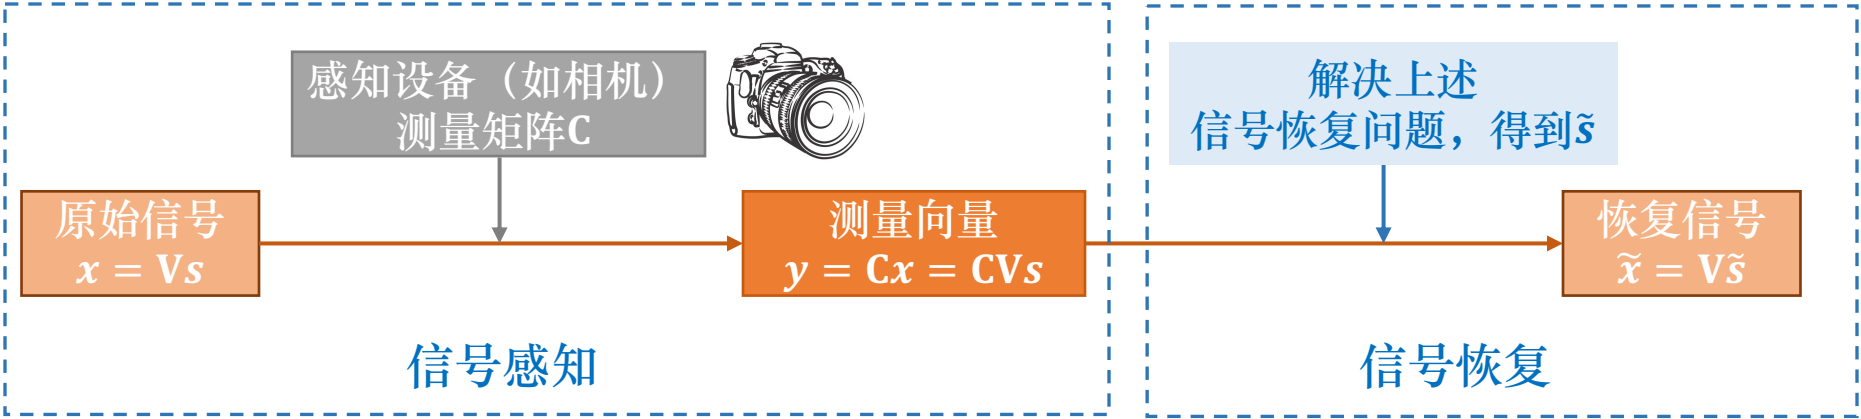 感知设备（如相机）
测量矩阵C
原始信号
x = Vs
测量向量
y = Cx = CVs
信号感知
解决上述
信号恢复问题，得到s̃
恢复信号
x̃ = Vs̃
信号恢复